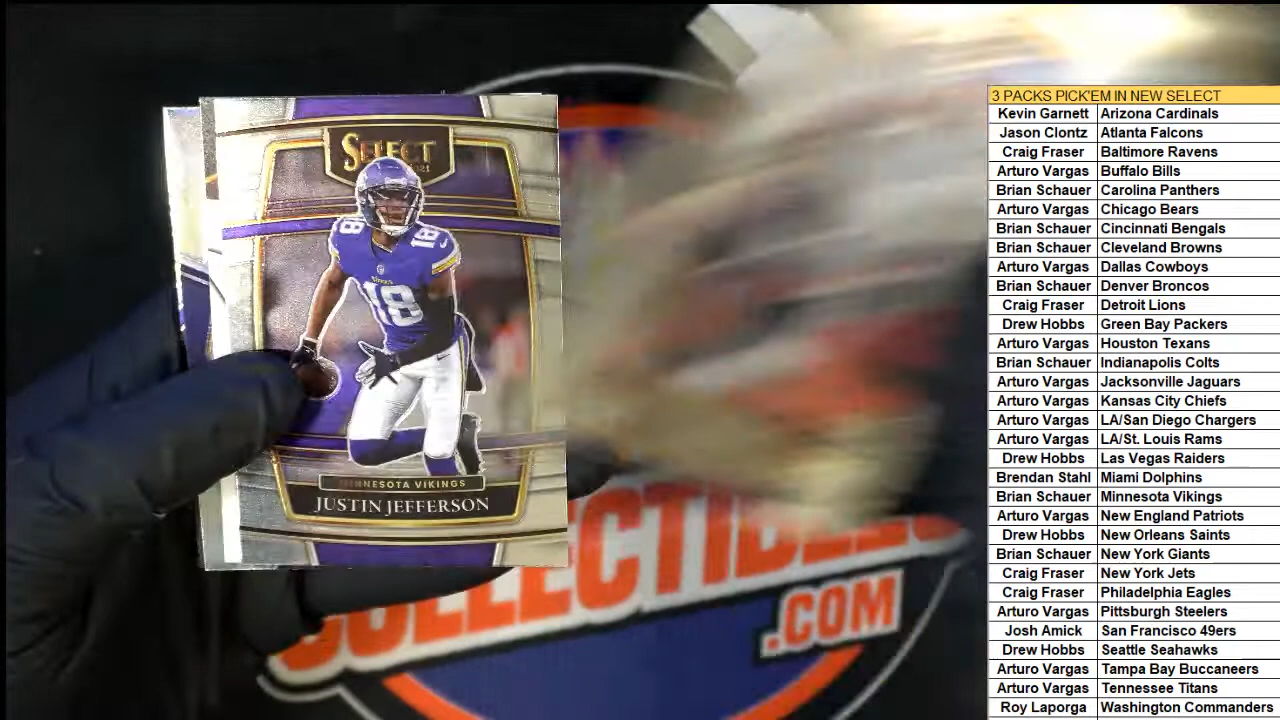 SELECT
2021
18
18
18
MINNESOTA VIKINGS
JUSTIN JEFFERSON
.COM
3 PACKS PICK'EM IN NEW SELECT
Kevin Garnett Arizona Cardinals
Jason Clontz Atlanta Falcons
Craig Fraser Baltimore Ravens
Arturo Vargas Buffalo Bills
Brian Schauer Carolina Panthers
Arturo Vargas Chicago Bears
Brian Schauer Cincinnati Bengals
Brian Schauer Cleveland Browns
Arturo Vargas Dallas Cowboys
Brian Schauer Denver Broncos
Craig Fraser Detroit Lions
Drew Hobbs Green Bay Packers
Arturo Vargas Houston Texans
Brian Schauer Indianapolis Colts
Arturo Vargas Jacksonville Jaguars
Arturo Vargas Kansas City Chiefs
Arturo Vargas LA/San Diego Chargers
Arturo Vargas LA/St. Louis Rams
Drew Hobbs Las Vegas Raiders
Brendan Stahl Miami Dolphins
Brian Schauer Minnesota Vikings
Arturo Vargas New England Patriots
Drew Hobbs New Orleans Saints
Brian Schauer New York Giants
Craig Fraser New York Jets
Craig Fraser Philadelphia Eagles
Arturo Vargas Pittsburgh Steelers
Josh Amick San Francisco 49ers
Drew Hobbs Seattle Seahawks
Arturo Vargas Tampa Bay Buccaneers
Arturo Vargas Tennessee Titans
Roy Laporga Washington Commanders